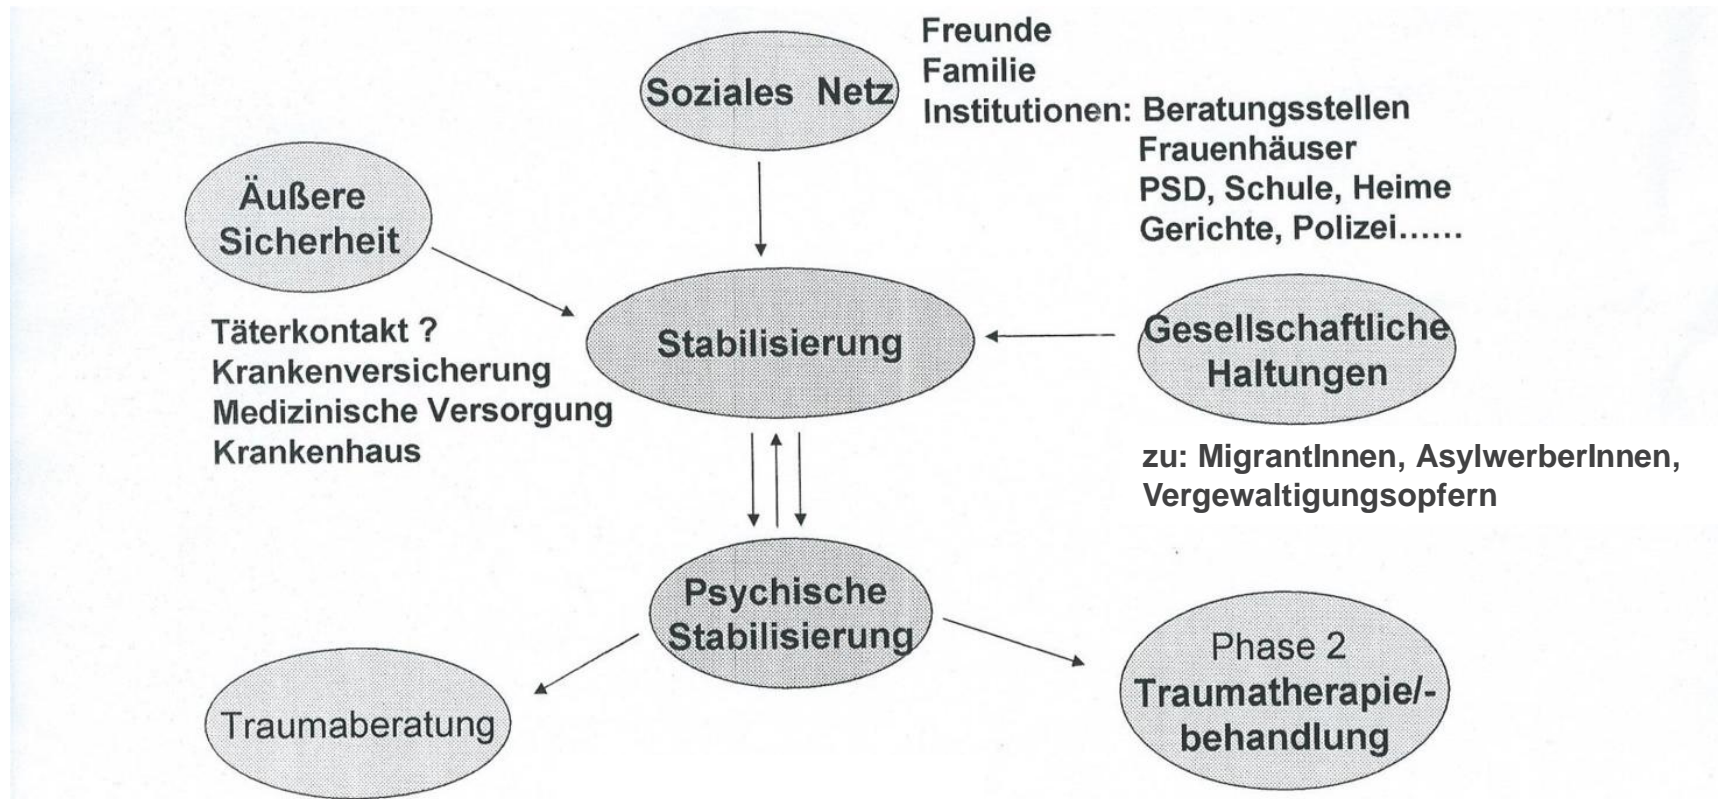 Soziales Netz
Freunde
Familie
Institutionen: Beratungsstellen
Frauenhäuser
PSD, Schule, Heime
Gerichte, Polizei......
Äußere
Sicherheit
Täterkontakt ?
Krankenversicherung
Medizinische Versorgung
Krankenhaus
Stabilisierung
Gesellschaftliche
Haltungen
zu: MigrantInnen, AsylwerberInnen,
Vergewaltigungsopfern
Psychische
Stabilisierung
Traumaberatung
Phase 2
Traumatherapie/-
behandlung